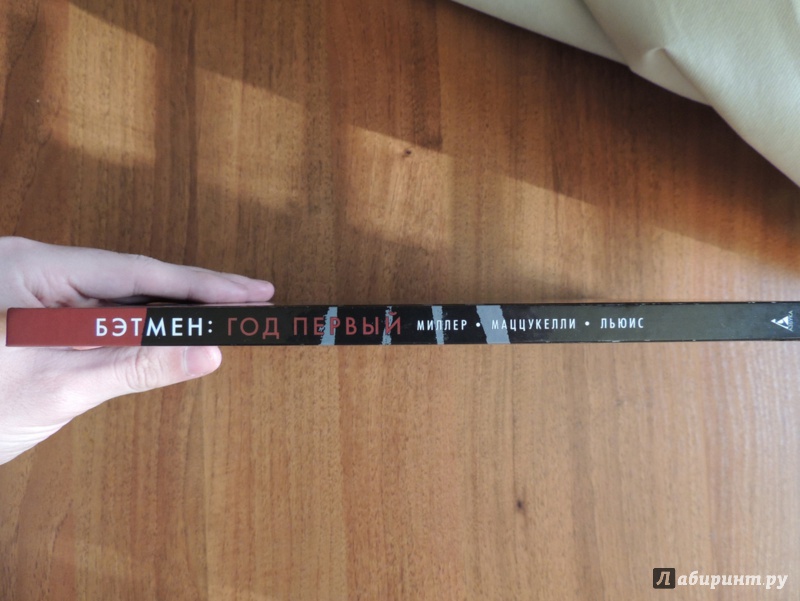 БЭТМЕН: ГОД ПЕРВЫЙ МИЛЛЕР • МАЦЦУКЕЛЛИ • ЛЬЮИС
Лабиринт.ру